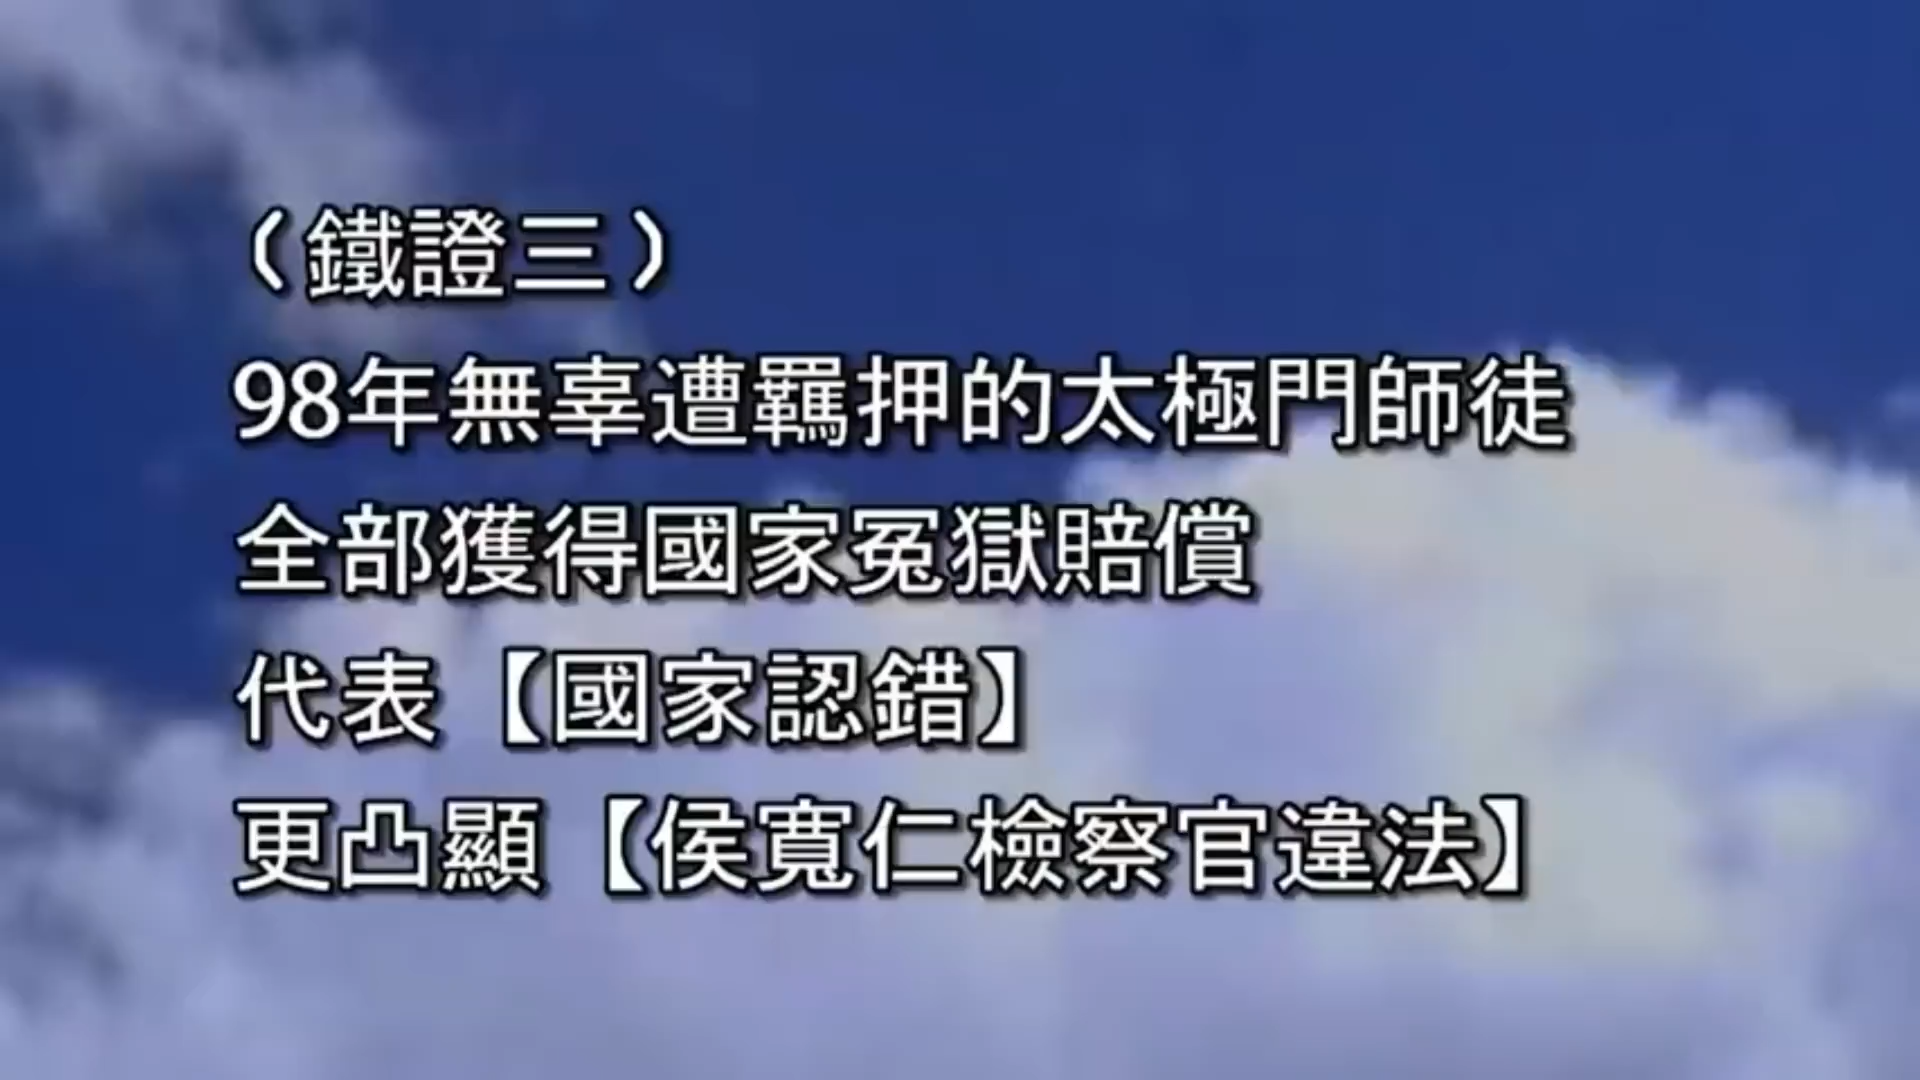 （鐵證三）
98年無辜遭羈押的太極門師徒
全部獲得國家冤獄賠償
代表【國家認錯】
更凸顯【侯寬仁檢察官違法】